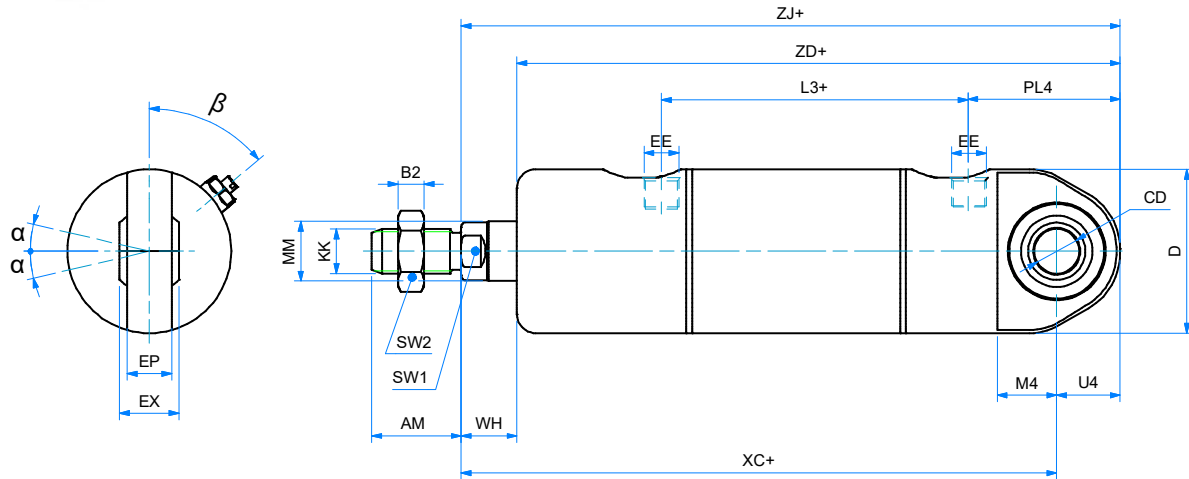 ZJ+
ZD+
L3+
PL4
β
EE
EE
B2
CD
α
α
MM
KK
D
SW2
SW1
EP
EX
M4
U4
AM
WH
XC+